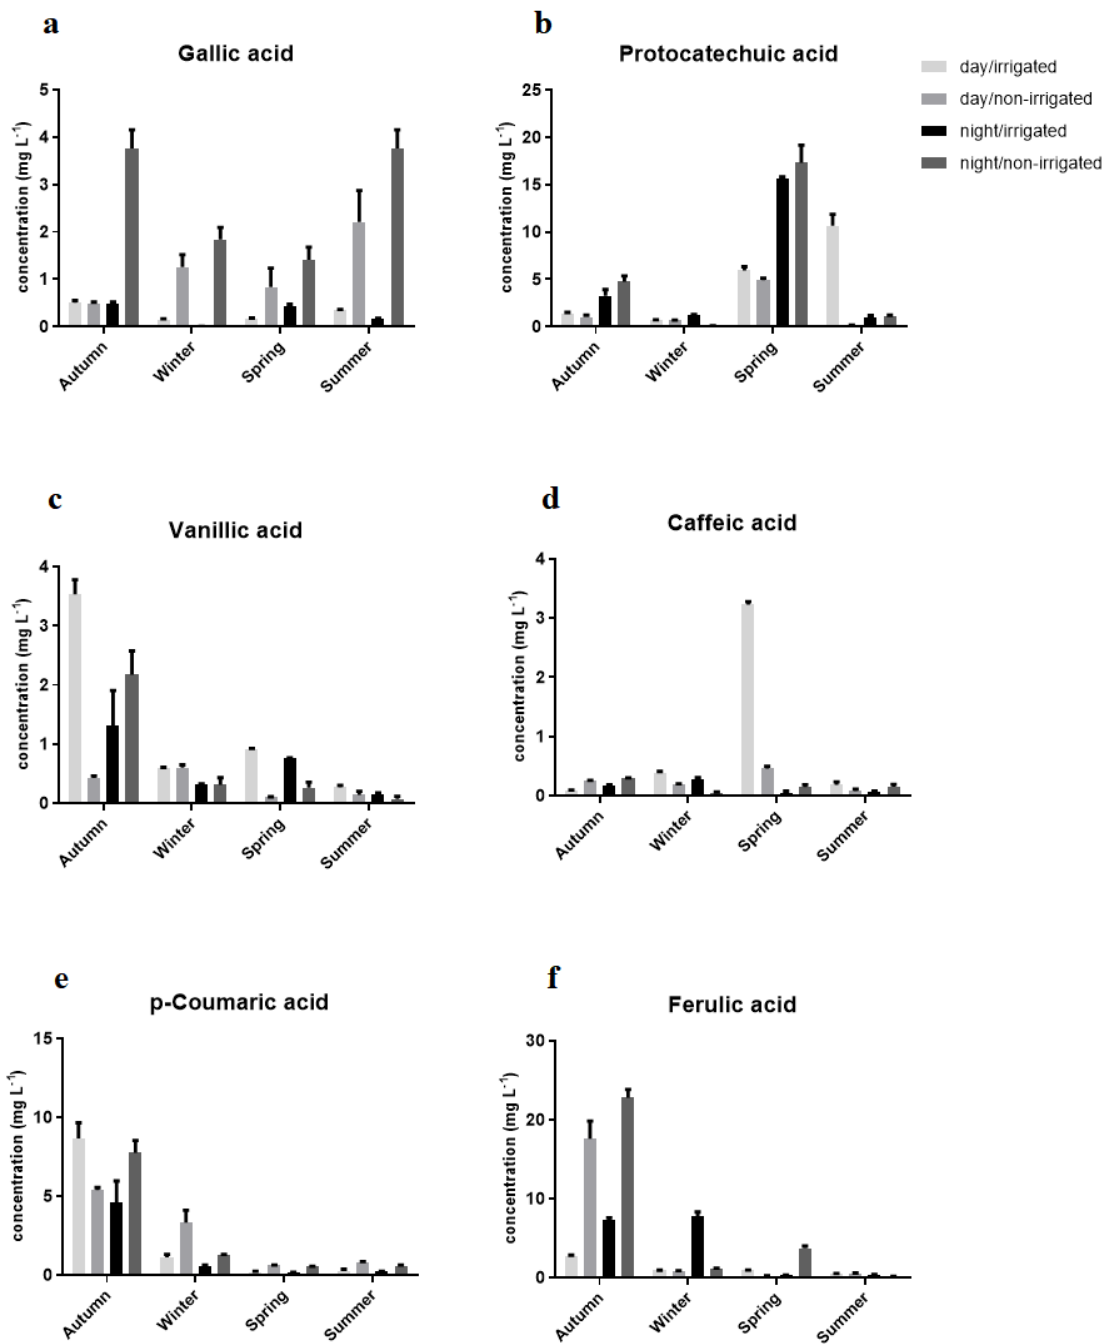 a
Gallic acid
concentration (mg L⁻¹)
5
4
3
2
1
0
Autumn
Winter
Spring
Summer
b
Protocatechuic acid
concentration (mg L⁻¹)
25
20
15
10
5
0
Autumn
Winter
Spring
Summer
day/irrigated
day/non-irrigated
night/irrigated
night/non-irrigated
c
Vanillic acid
concentration (mg L⁻¹)
4
3
2
1
0
Autumn
Winter
Spring
Summer
d
Caffeic acid
concentration (mg L⁻¹)
4
3
2
1
0
Autumn
Winter
Spring
Summer
e
p-Coumaric acid
concentration (mg L⁻¹)
15
10
5
0
Autumn
Winter
Spring
Summer
f
Ferulic acid
concentration (mg L⁻¹)
30
20
10
0
Autumn
Winter
Spring
Summer